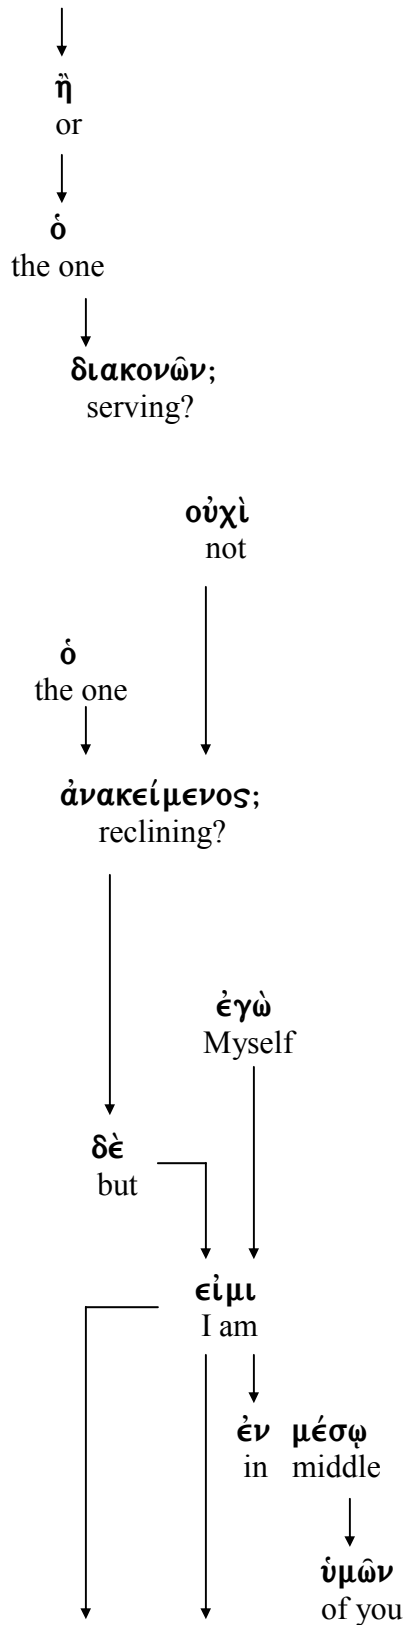 ἢ
or
ὁ
the one
διακονῶν;
serving?
οὐχὶ
not
ὁ
the one
ἀνακείμενος;
reclining?
ἐγὼ
Myself
δὲ
but
εἰμι
I am
ἐν μέσῳ
in middle
ὑμῶν
of you